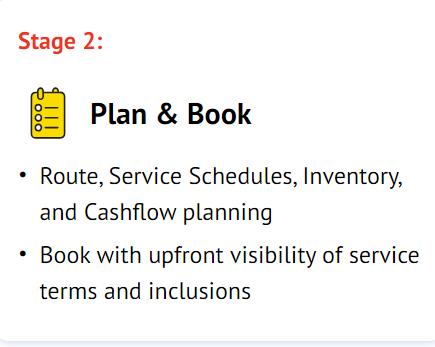 Stage 2:
Plan & Book
• Route, Service Schedules, Inventory,
and Cashflow planning
• Book with upfront visibility of service
terms and inclusions